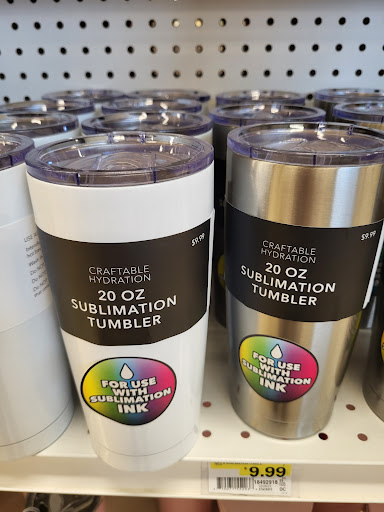 $9.99
CRAFTABLE
HYDRATION
20 OZ
SUBLIMATION
TUMBLER
FOR USE
WITH
SUBLIMATION
INK
$9.99
CRAFTABLE
HYDRATION
20 OZ
SUBLIMATION
TUMBLER
FOR USE
WITH
SUBLIMATION
INK
$9.99
18492918